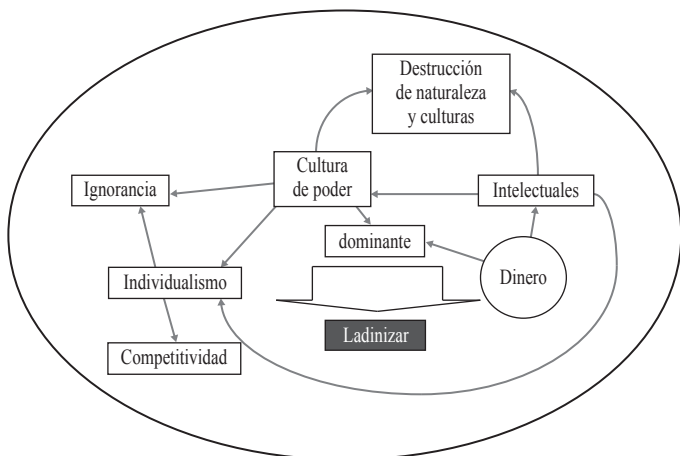 Destrucción
de naturaleza
y culturas
Cultura
de poder
Ignorancia
Intelectuales
dominante
Individualismo
Dinero
Ladinizar
Competitividad